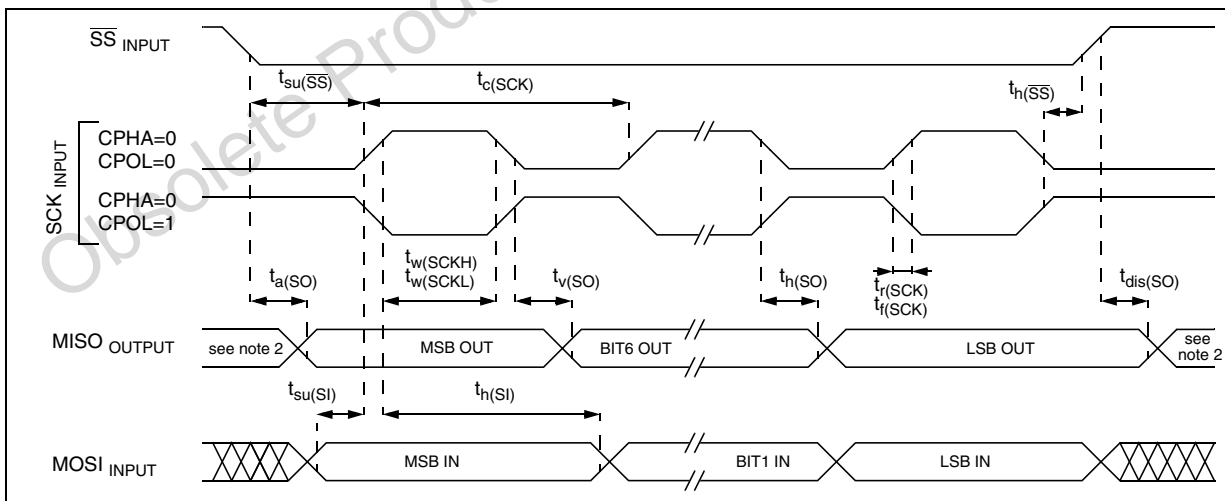 Obsolete Produ
SS INPUT
tsu(SS)
tc(SCK)
th(SS)
SCK INPUT
CPHA=0
CPOL=0
CPHA=0
CPOL=1
ta(SO)
tw(SCKH)
tw(SCKL)
tv(SO)
th(SO)
tr(SCK)
tf(SCK)
tdis(SO)
MISO OUTPUT
see note 2
MSB OUT
BIT6 OUT
LSB OUT
see
note 2
tsu(SI)
th(SI)
MOSI INPUT
MSB IN
BIT1 IN
LSB IN